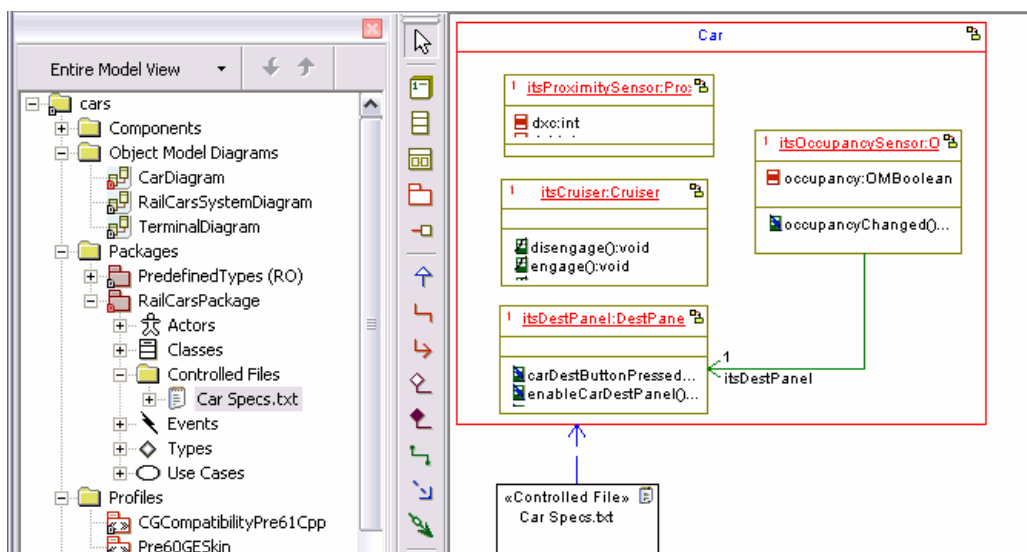 Entire Model View
cars
Components
Object Model Diagrams
CarDiagram
RailCarsSystemDiagram
TerminalDiagram
Packages
PredefinedTypes (RO)
RailCarsPackage
Actors
Classes
Controlled Files
Car Specs.txt
Events
Types
Use Cases
Profiles
CGCompatibilityPre61Cpp
Pre60GESkin
Car
1 itsProximitySensor:Prox
dxc:int
1 itsOccupancySensor:O
occupancy:OMBoolean
occupancyChanged()...
1 itsCruiser:Cruiser
disengage():void
engage():void
1 itsDestPanel:DestPane
carDestButtonPressed...
enableCarDestPanel()...
1
itsDestPanel
«Controlled File»
Car Specs.txt